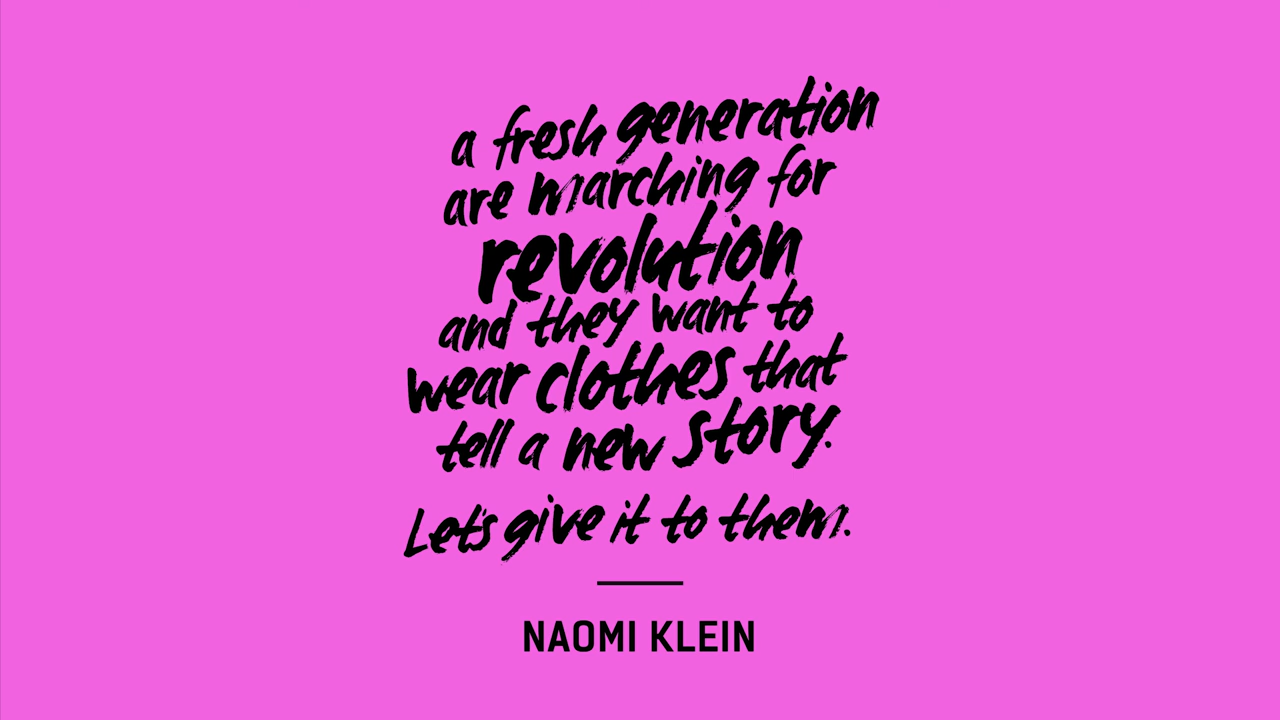 a fresh generation
are marching for
revolution
and they want to
wear clothes that
tell a new story.
Let's give it to them.
NAOMI KLEIN